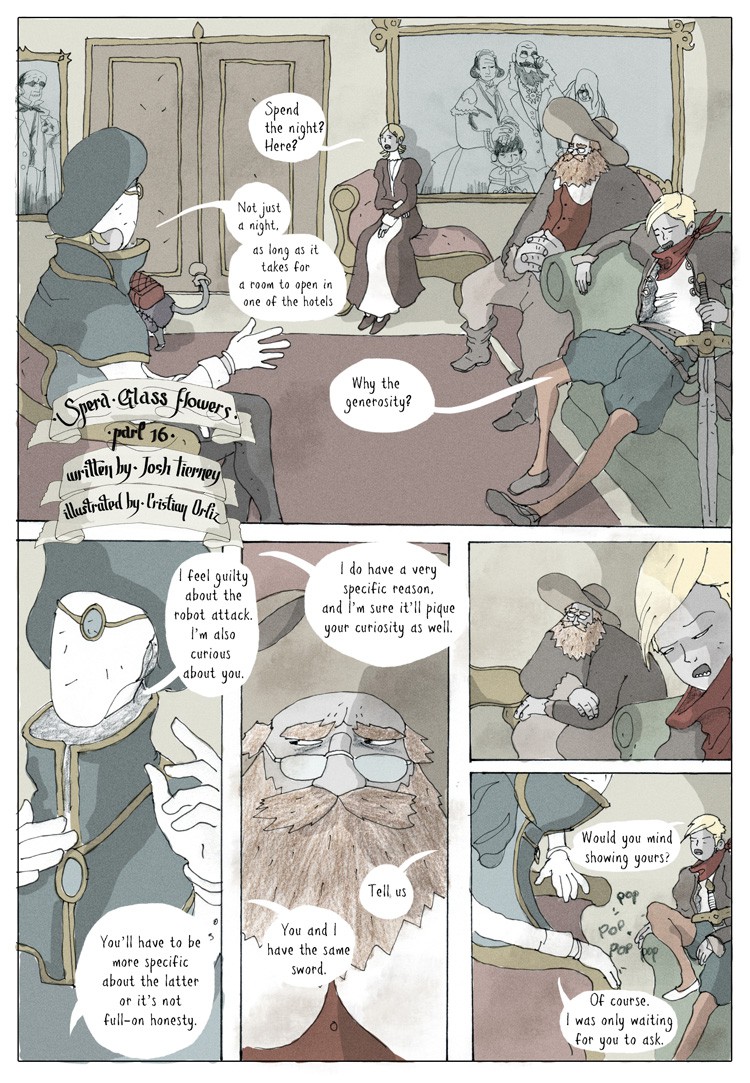 Spend
the night?
Here?
Not just
a night,
as long as it
takes for
a room to open in
one of the hotels
Why the
generosity?
Spera·Glass flowers·
·part 16·
written by·Josh Tierney
illustrated by·Cristian Ortiz
I feel guilty
about the
robot attack.
I'm also
curious
about you.
You'll have to be
more specific
about the latter
or it's not
full-on honesty.
I do have a very
specific reason,
and I'm sure it'll pique
your curiosity as well.
Tell us
You and I
have the same
sword.
Would you mind
showing yours?
POP
POP
POP
POP
Of course.
I was only waiting
for you to ask.